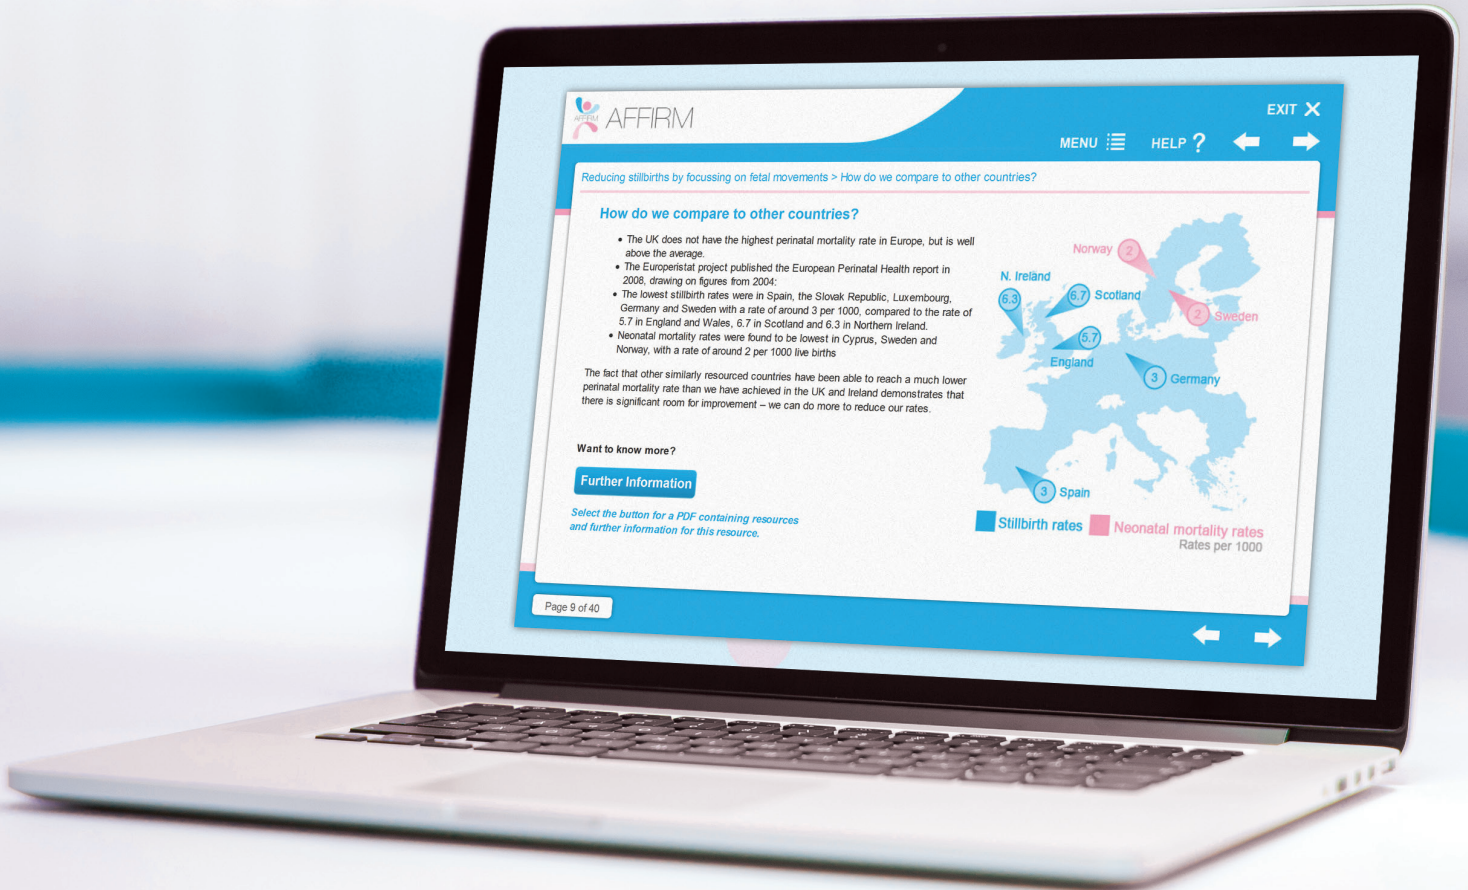 AFFIRM
AFFIRM
EXIT
MENU
HELP ?
Reducing stillbirths by focussing on fetal movements > How do we compare to other countries?
How do we compare to other countries?
• The UK does not have the highest perinatal mortality rate in Europe, but is well
above the average.
• The Europeristat project published the European Perinatal Health report in
2008, drawing on figures from 2004:
• The lowest stillbirth rates were in Spain, the Slovak Republic, Luxembourg,
Germany and Sweden with a rate of around 3 per 1000, compared to the rate of
5.7 in England and Wales, 6.7 in Scotland and 6.3 in Northern Ireland.
• Neonatal mortality rates were found to be lowest in Cyprus, Sweden and
Norway, with a rate of around 2 per 1000 live births
The fact that other similarly resourced countries have been able to reach a much lower
perinatal mortality rate than we have achieved in the UK and Ireland demonstrates that
there is significant room for improvement – we can do more to reduce our rates.
Want to know more?
Further Information
Select the button for a PDF containing resources
and further information for this resource.
Norway 2
N. Ireland
6.3
6.7 Scotland
2 Sweden
5.7
England
3 Germany
3 Spain
Stillbirth rates
Neonatal mortality rates
Rates per 1000
Page 9 of 40